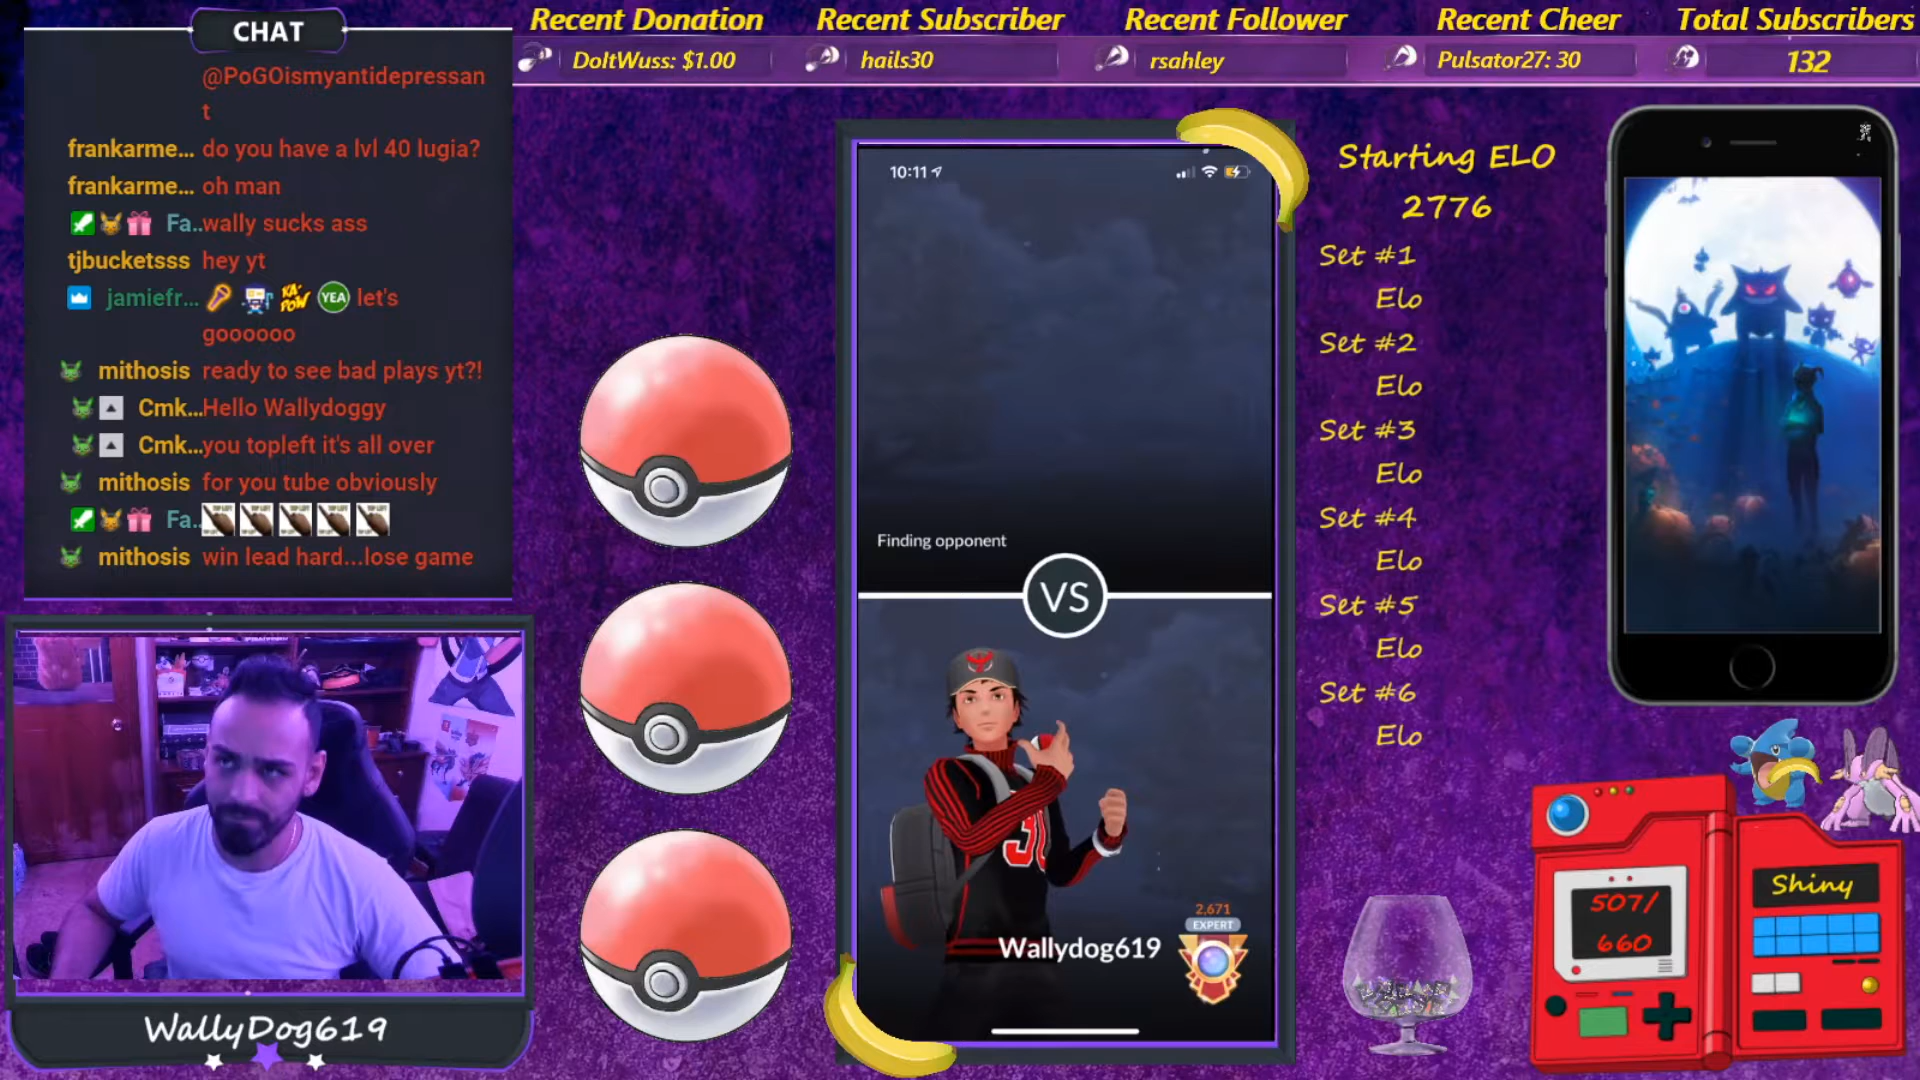 CHAT
@PoGOismyantidepressan
t
frankarme... do you have a lvl 40 lugia?
frankarme... oh man
Fa.. wally sucks ass
tjbucketsss hey yt
jamiefr... KA' POW YEA let's
goooooo
mithosis ready to see bad plays yt?!
Cmk... Hello Wallydoggy
Cmk... you topleft it's all over
mithosis for you tube obviously
Fa..
mithosis win lead hard...lose game
WallyDog619
Recent Donation
DoItWuss: $1.00
Recent Subscriber
hails30
Recent Follower
rsahley
Recent Cheer
Pulsator27: 30
Total Subscribers
132
10:11
Finding opponent
VS
30
2,671
EXPERT
Wallydog619
Starting ELO
2776
Set #1
Elo
Set #2
Elo
Set #3
Elo
Set #4
Elo
Set #5
Elo
Set #6
Elo
507/
660
Shiny